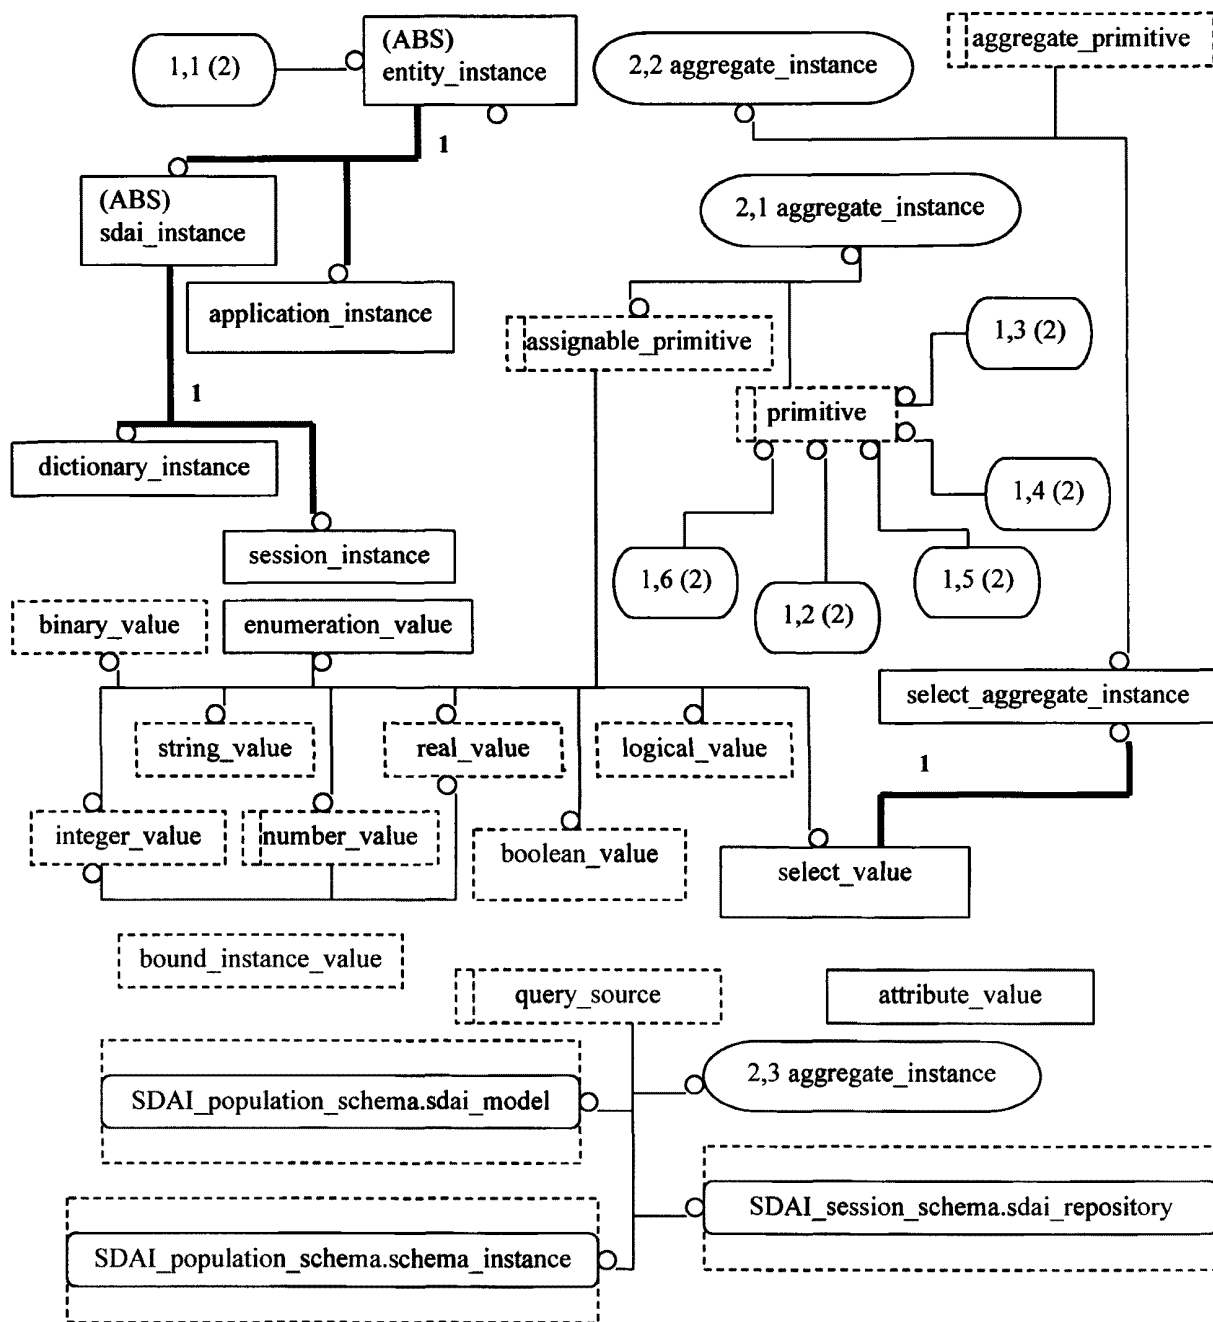 1,1 (2)
(ABS)
entity_instance
2,2 aggregate_instance
aggregate_primitive
1
(ABS)
sdai_instance
2,1 aggregate_instance
application_instance
assignable_primitive
1,3 (2)
1
primitive
dictionary_instance
1,4 (2)
session_instance
1,6 (2)
1,2 (2)
1,5 (2)
binary_value
enumeration_value
select_aggregate_instance
string_value
real_value
logical_value
1
integer_value
number_value
boolean_value
select_value
bound_instance_value
query_source
attribute_value
SDAI_population_schema.sdai_model
2,3 aggregate_instance
SDAI_session_schema.sdai_repository
SDAI_population_schema.schema_instance